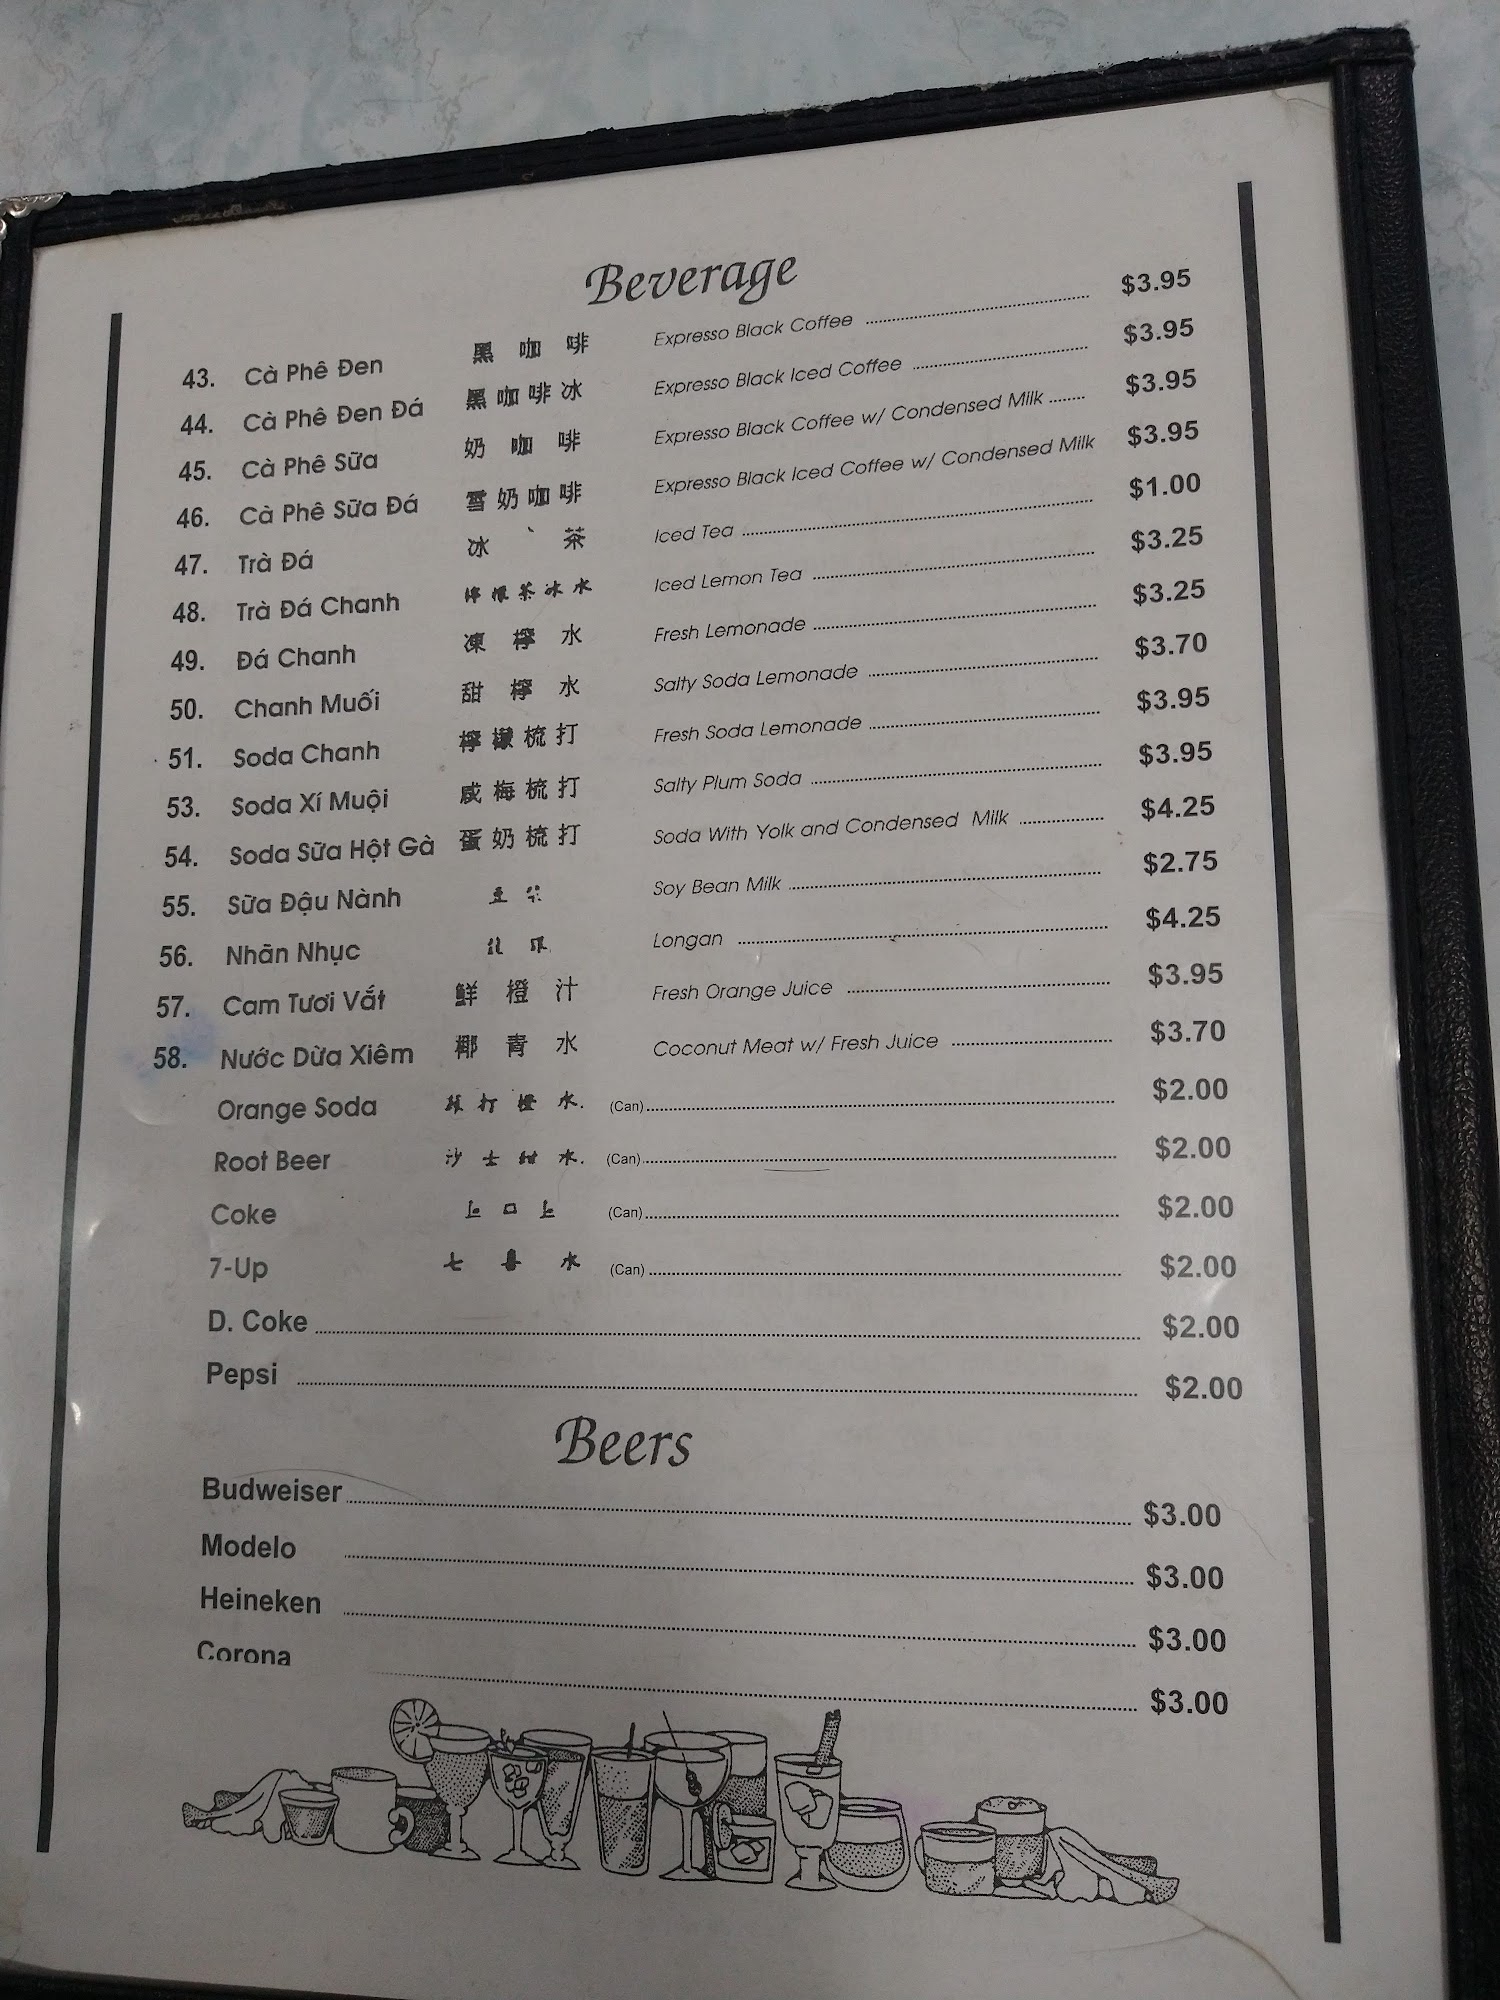 Beverage
43. Cà Phê Đen 黑咖啡 Expresso Black Coffee $3.95
44. Cà Phê Đen Đá 黑咖啡冰 Expresso Black Iced Coffee $3.95
45. Cà Phê Sữa 奶咖啡 Expresso Black Coffee w/ Condensed Milk $3.95
46. Cà Phê Sữa Đá 雪奶咖啡 Expresso Black Iced Coffee w/ Condensed Milk $3.95
47. Trà Đá 冰茶 Iced Tea $1.00
48. Trà Đá Chanh 茶冰水 Iced Lemon Tea $3.25
49. Đá Chanh 凍檸水 Fresh Lemonade $3.25
50. Chanh Muối 甜檸水 Salty Soda Lemonade $3.70
51. Soda Chanh 檸檬梳打 Fresh Soda Lemonade $3.95
53. Soda Xí Muội 咸梅梳打 Salty Plum Soda $3.95
54. Soda Sữa Hột Gà 蛋奶梳打 Soda With Yolk and Condensed Milk $4.25
55. Sữa Đậu Nành Soy Bean Milk $2.75
56. Nhãn Nhục Longan $4.25
57. Cam Tươi Vắt 鮮橙汁 Fresh Orange Juice $3.95
58. Nước Dừa Xiêm 椰青水 Coconut Meat w/ Fresh Juice $3.70
Orange Soda 打橙水. (Can) $2.00
Root Beer 沙士甜水. (Can) $2.00
Coke (Can) $2.00
7-Up 七喜水 (Can) $2.00
D. Coke $2.00
Pepsi $2.00
Beers
Budweiser $3.00
Modelo $3.00
Heineken $3.00
Corona $3.00